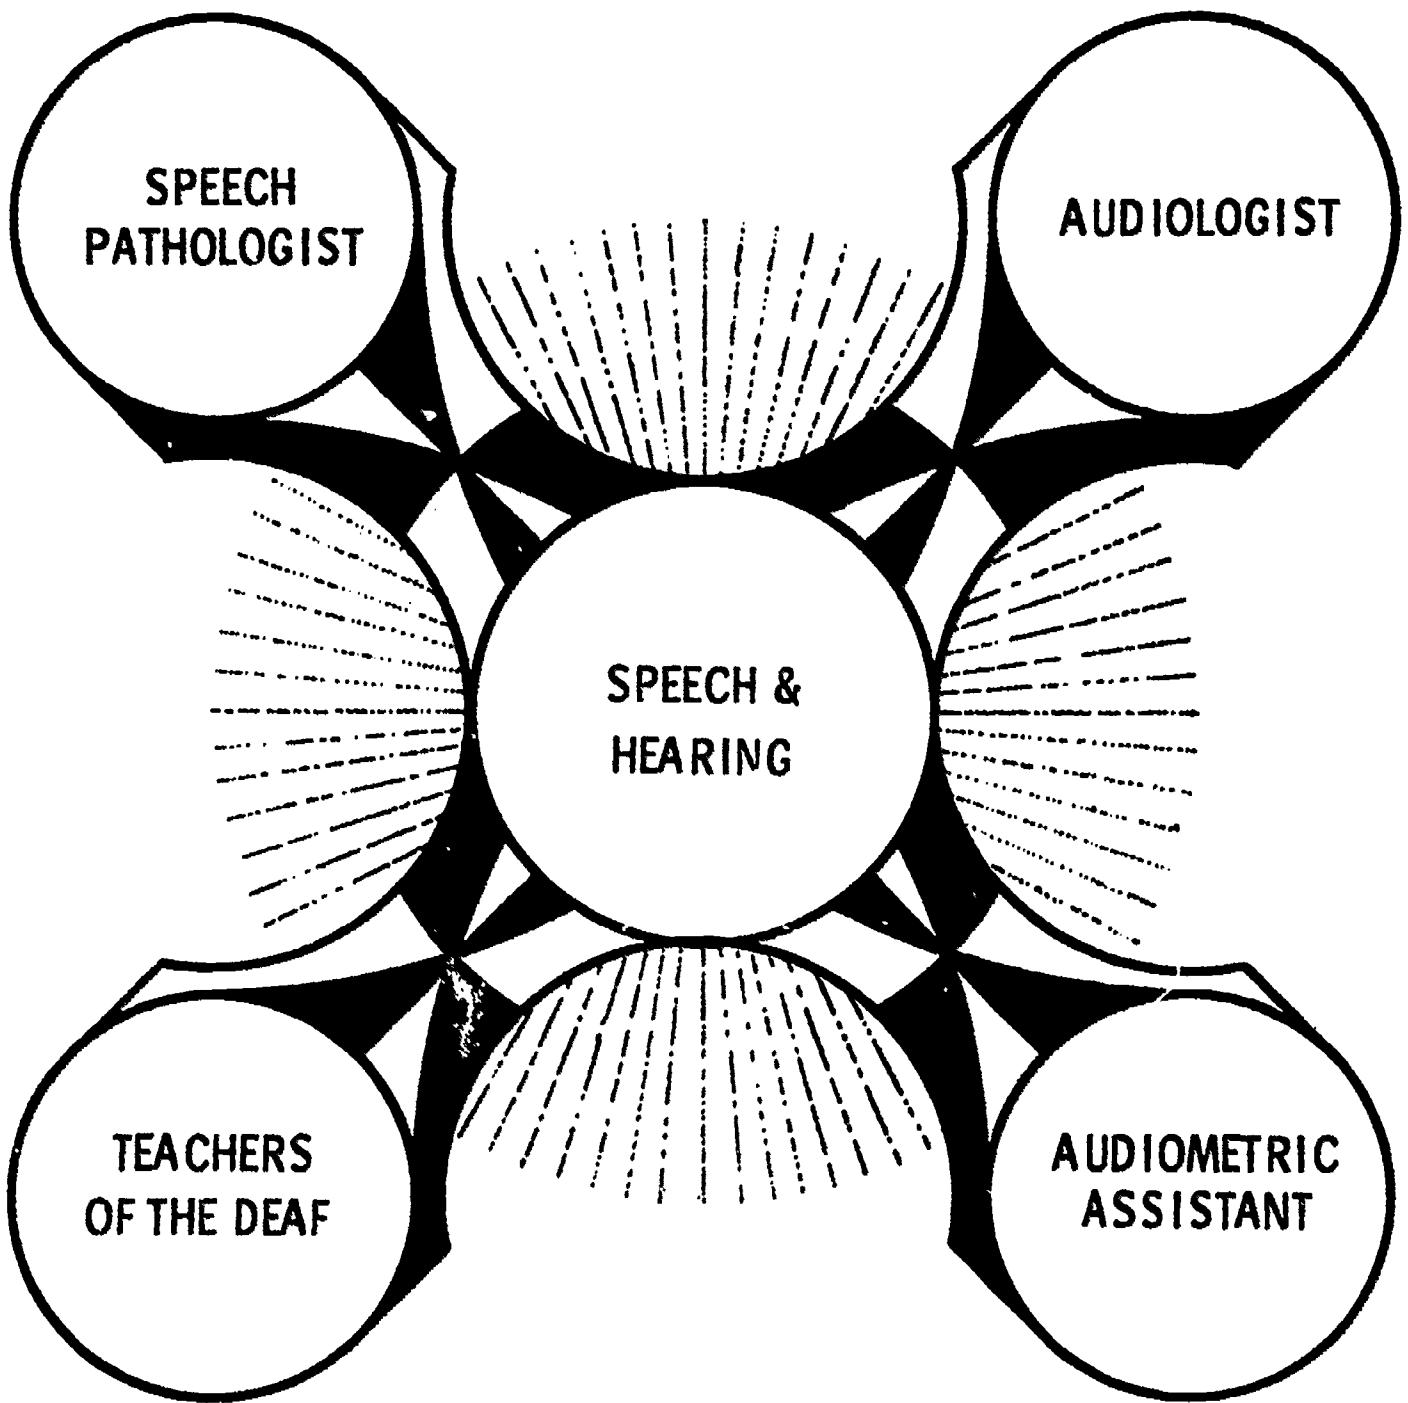 SPEECH
PATHOLOGIST
AUDIOLOGIST
SPEECH &
HEARING
TEACHERS
OF THE DEAF
AUDIOMETRIC
ASSISTANT